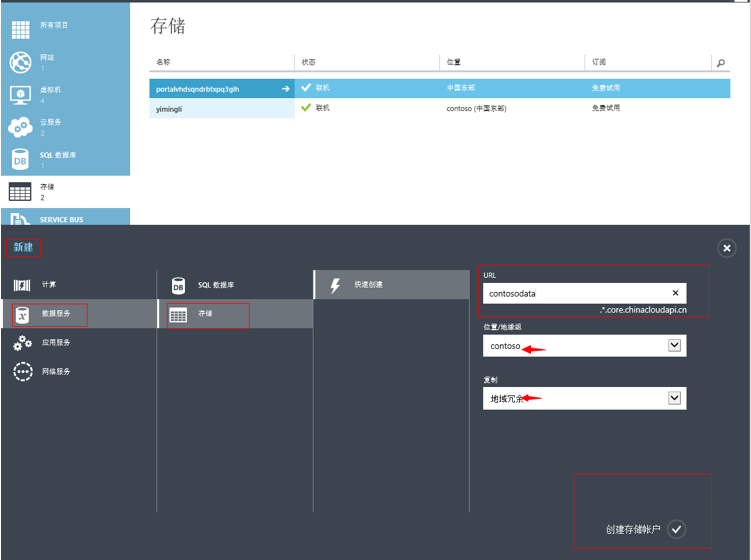 所有项目
网站
1
虚拟机
4
云服务
2
SQL 数据库
1
存储
2
SERVICE BUS
存储
名称 状态 位置 订阅
portalvhdsqndrbtxpq3glh 联机 中国东部 免费试用
yimingli 联机 contoso (中国东部) 免费试用
新建
计算
数据服务
应用服务
网络服务
SQL 数据库
存储
快速创建
URL
contosodata
.*.core.chinacloudapi.cn
位置/地缘组
contoso
复制
地域冗余
创建存储帐户